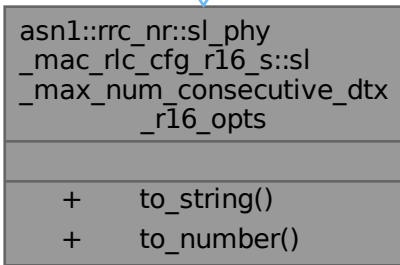 asn1::rrc_nr::sl_phy
_mac_rlc_cfg_r16_s::sl
_max_num_consecutive_dtx
_r16_opts
+ to_string()
+ to_number()